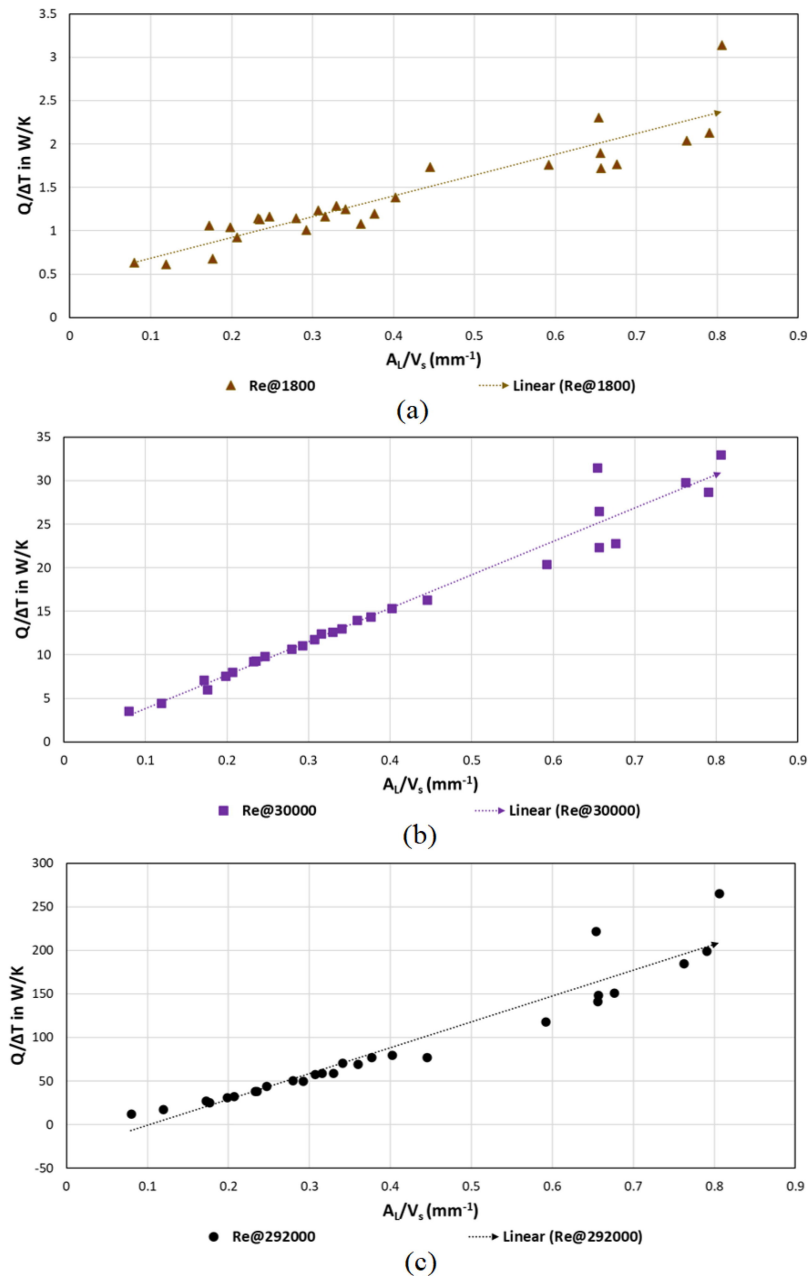 3.5
3
2.5
2
1.5
1
0.5
0
Q/ΔT in W/K
0 0.1 0.2 0.3 0.4 0.5 0.6 0.7 0.8 0.9
A_L/V_s (mm⁻¹)
Re@1800 Linear (Re@1800)
(a)
35
30
25
20
15
10
5
0
Q/ΔT in W/K
0 0.1 0.2 0.3 0.4 0.5 0.6 0.7 0.8 0.9
A_L/V_s (mm⁻¹)
Re@30000 Linear (Re@30000)
(b)
300
250
200
150
100
50
0
-50
Q/ΔT in W/K
0 0.1 0.2 0.3 0.4 0.5 0.6 0.7 0.8 0.9
A_L/V_s (mm⁻¹)
Re@292000 Linear (Re@292000)
(c)